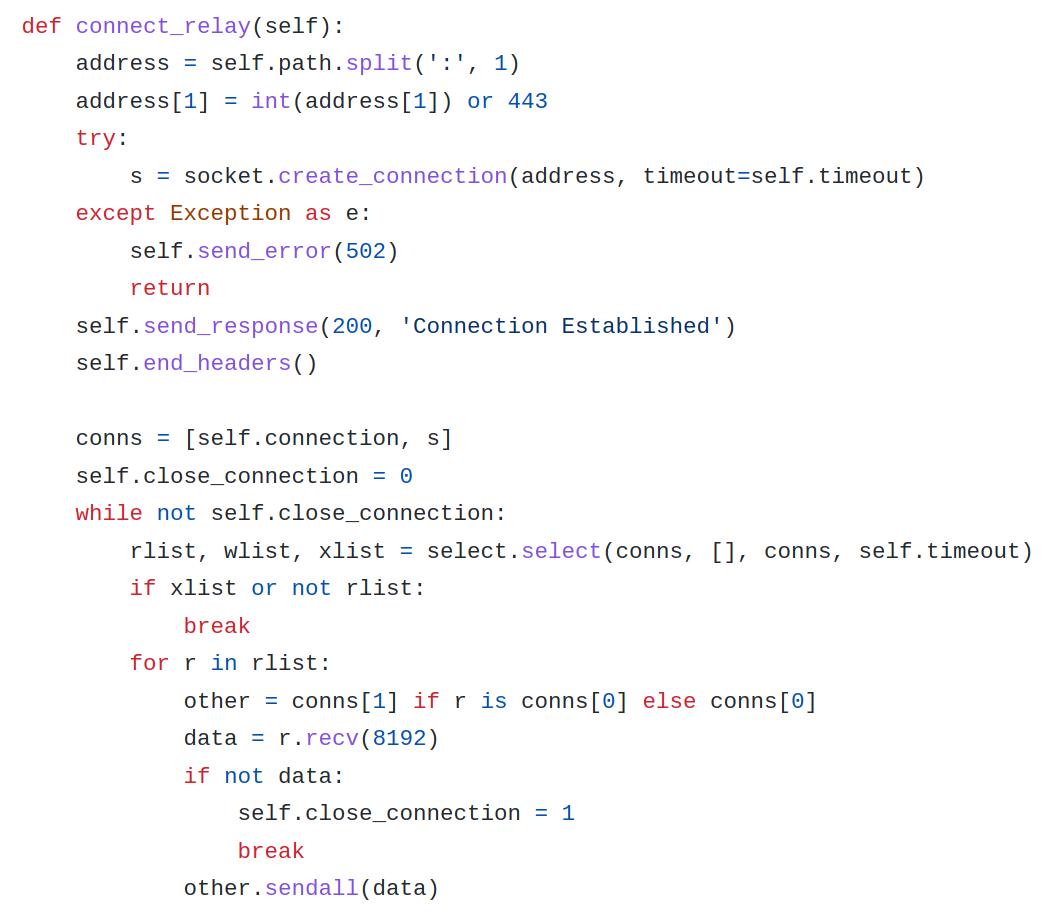 def connect_relay(self):
    address = self.path.split(':', 1)
    address[1] = int(address[1]) or 443
    try:
        s = socket.create_connection(address, timeout=self.timeout)
    except Exception as e:
        self.send_error(502)
        return
    self.send_response(200, 'Connection Established')
    self.end_headers()

    conns = [self.connection, s]
    self.close_connection = 0
    while not self.close_connection:
        rlist, wlist, xlist = select.select(conns, [], conns, self.timeout)
        if xlist or not rlist:
            break
        for r in rlist:
            other = conns[1] if r is conns[0] else conns[0]
            data = r.recv(8192)
            if not data:
                self.close_connection = 1
                break
            other.sendall(data)